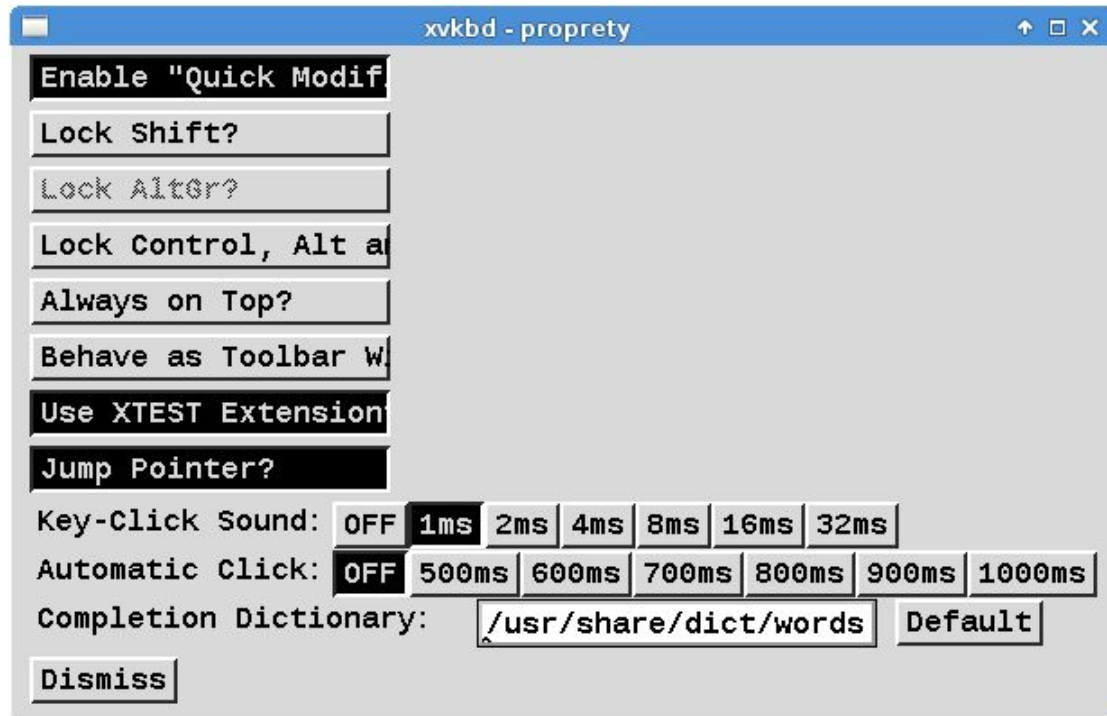 xvkbd - proprety
Enable "Quick Modif
Lock Shift?
Lock AltGr?
Lock Control, Alt a
Always on Top?
Behave as Toolbar W
Use XTEST Extension
Jump Pointer?
Key-Click Sound: OFF 1ms 2ms 4ms 8ms 16ms 32ms
Automatic Click: OFF 500ms 600ms 700ms 800ms 900ms 1000ms
Completion Dictionary: /usr/share/dict/words Default
Dismiss